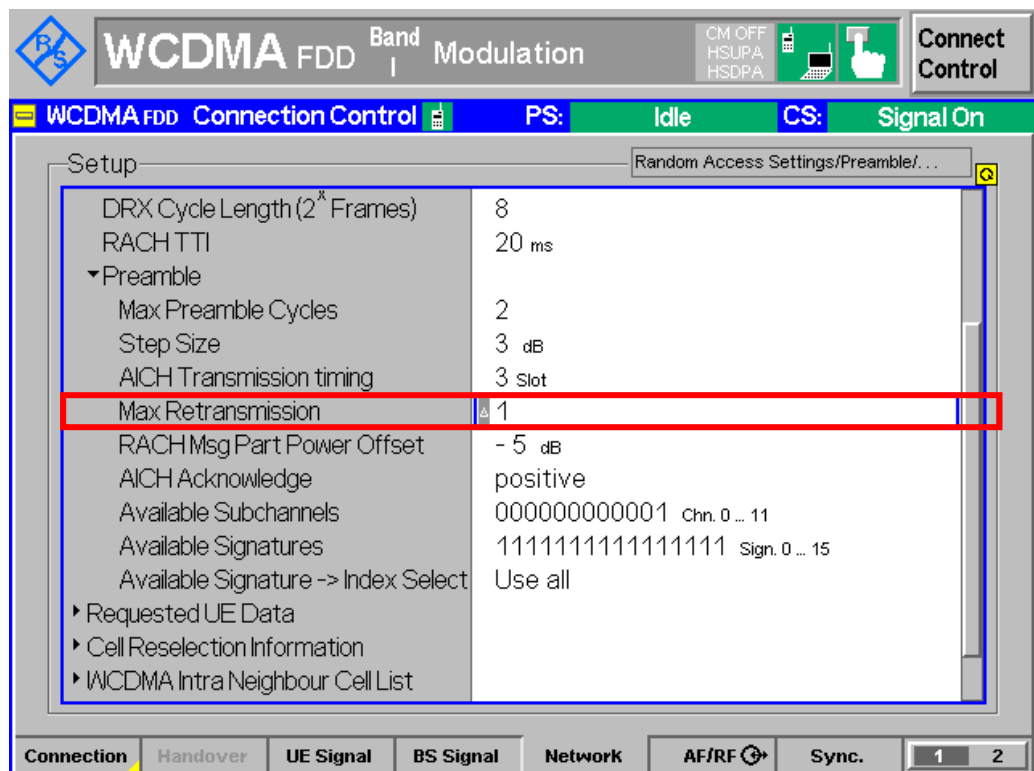 R&S WCDMA FDD Band I Modulation CM OFF HSUPA HSDPA Connect Control
WCDMA FDD Connection Control PS: Idle CS: Signal On
Setup Random Access Settings/Preamble/...
DRX Cycle Length (2^x Frames) 8
RACH TTI 20 ms
Preamble
Max Preamble Cycles 2
Step Size 3 dB
AICH Transmission timing 3 Slot
Max Retransmission 1
RACH Msg Part Power Offset - 5 dB
AICH Acknowledge positive
Available Subchannels 000000000001 Chn. 0 ... 11
Available Signatures 1111111111111111 Sign. 0 ... 15
Available Signature -> Index Select Use all
Requested UE Data
Cell Reselection Information
WCDMA Intra Neighbour Cell List
Connection Handover UE Signal BS Signal Network AF/RF Sync. 1 2